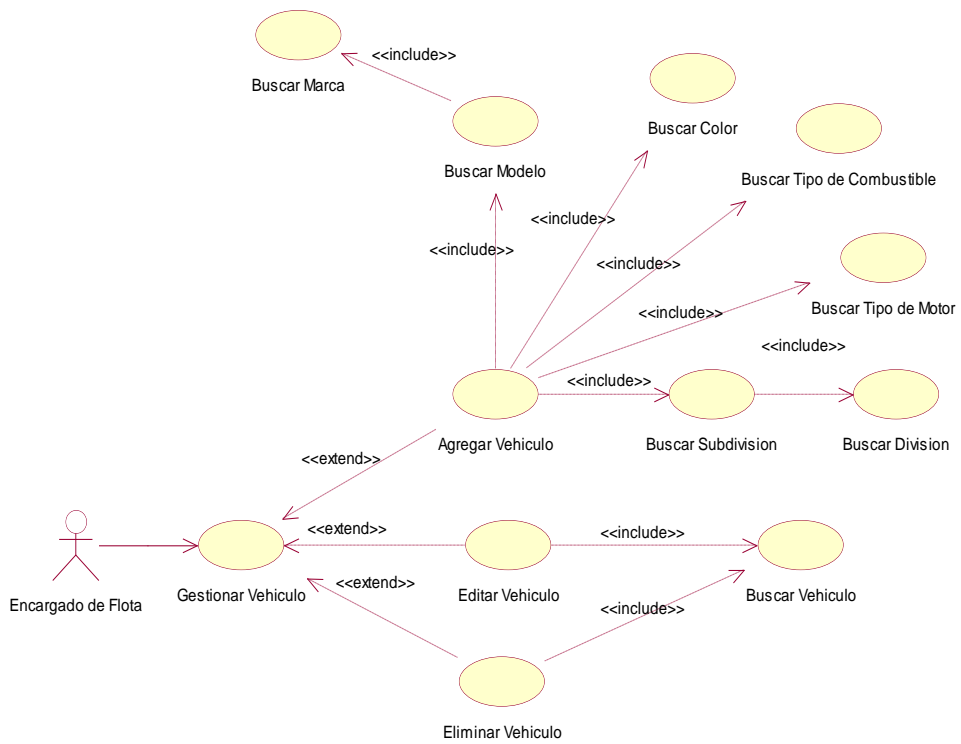 <<include>>
Buscar Marca
Buscar Color
Buscar Modelo
Buscar Tipo de Combustible
<<include>>
<<include>>
<<include>>
Buscar Tipo de Motor
<<include>>
<<include>>
<<include>>
Agregar Vehiculo
Buscar Subdivision
Buscar Division
<<extend>>
<<extend>>
<<include>>
Encargado de Flota
Gestionar Vehiculo
<<extend>>
Editar Vehiculo
Buscar Vehiculo
<<include>>
Eliminar Vehiculo